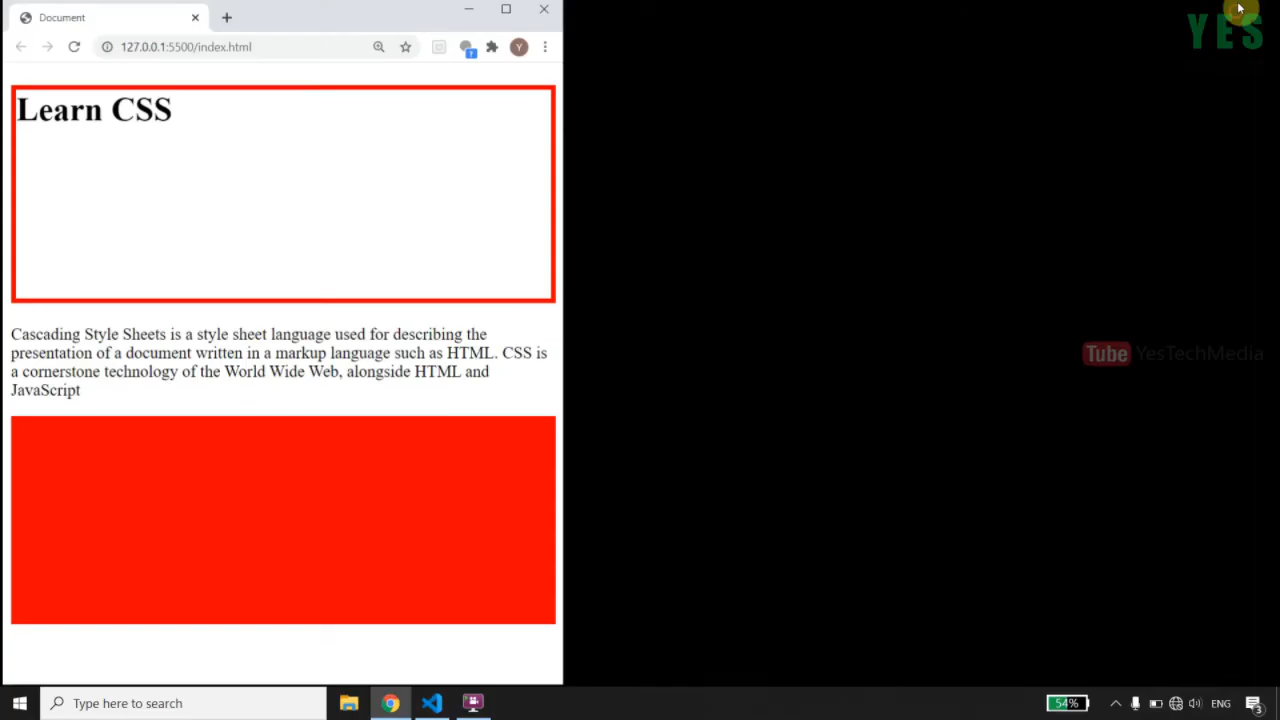 Document
YES
127.0.0.1:5500/index.html
Y
Learn CSS
Cascading Style Sheets is a style sheet language used for describing the
presentation of a document written in a markup language such as HTML. CSS is
a cornerstone technology of the World Wide Web, alongside HTML and
JavaScript
Tube YesTechMedia
Type here to search
54%
ENG
3